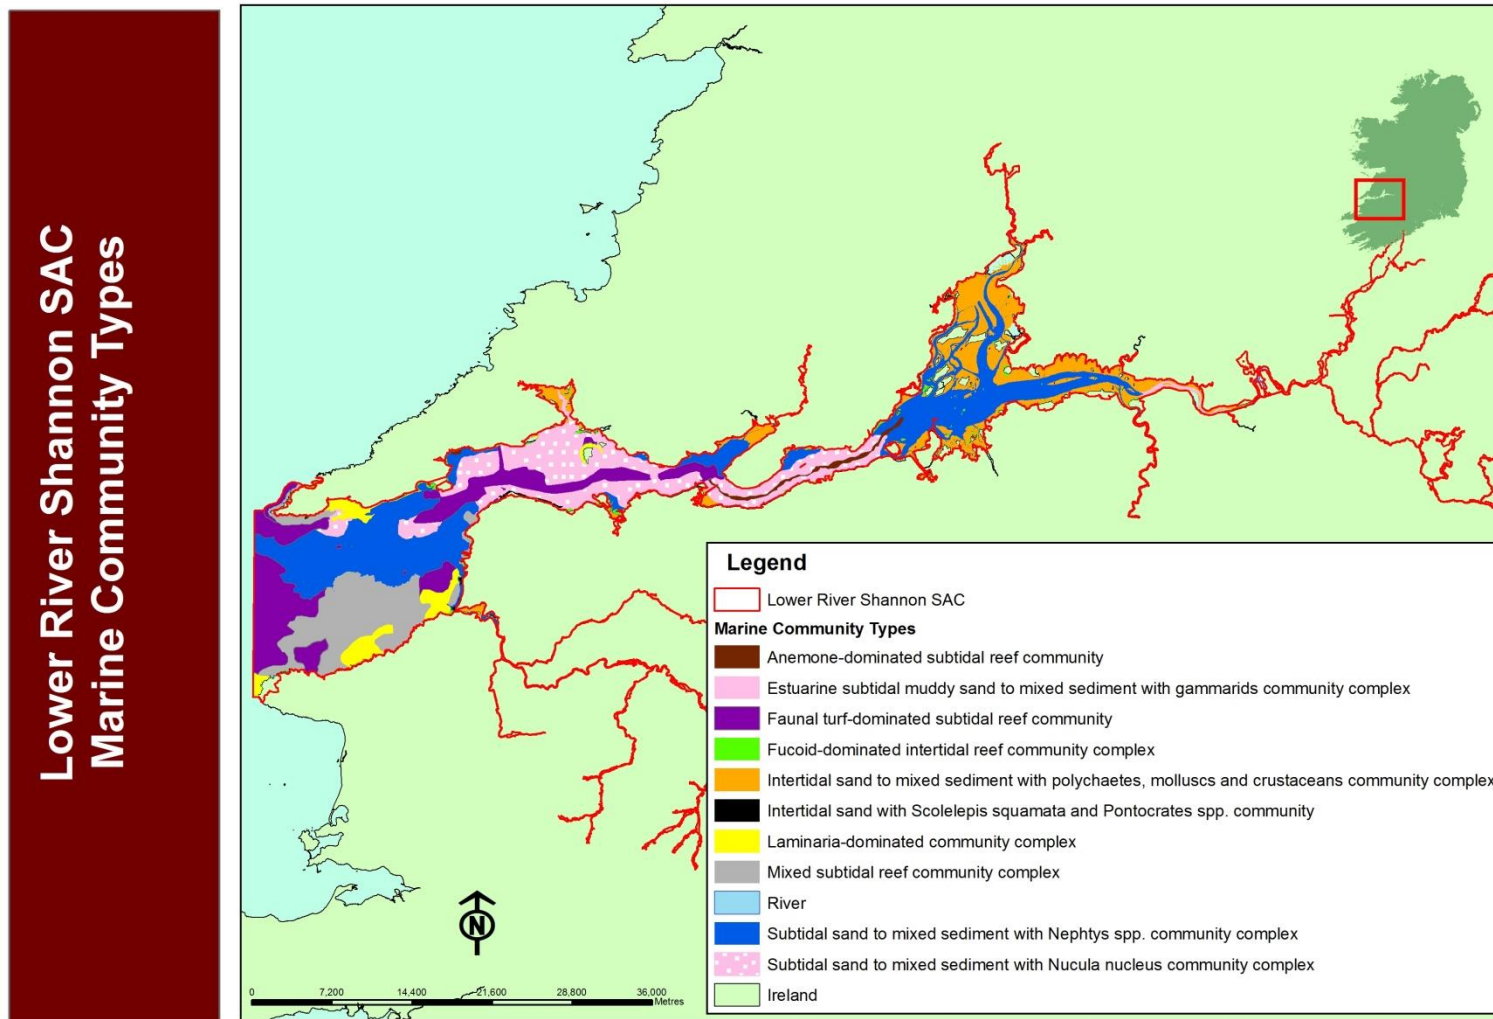 Lower River Shannon SAC
Marine Community Types
Legend
Lower River Shannon SAC
Marine Community Types
Anemone-dominated subtidal reef community
Estuarine subtidal muddy sand to mixed sediment with gammarids community complex
Faunal turf-dominated subtidal reef community
Fucoid-dominated intertidal reef community complex
Intertidal sand to mixed sediment with polychaetes, molluscs and crustaceans community complex
Intertidal sand with Scolelepis squamata and Pontocrates spp. community
Laminaria-dominated community complex
Mixed subtidal reef community complex
River
Subtidal sand to mixed sediment with Nephtys spp. community complex
Subtidal sand to mixed sediment with Nucula nucleus community complex
Ireland
N
0 7,200 14,400 21,600 28,800 36,000
Metres